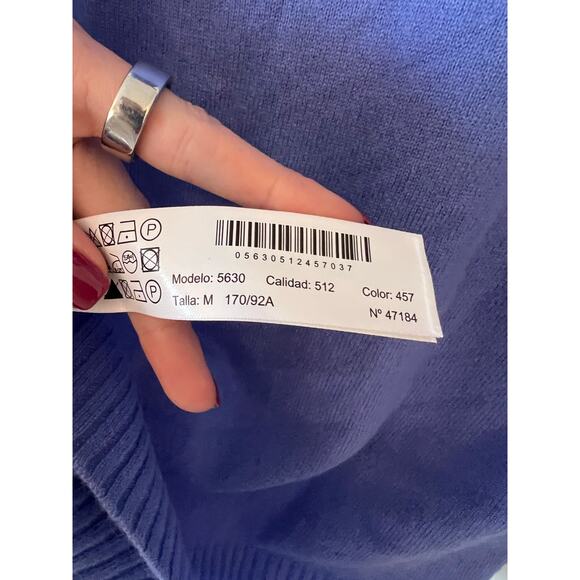 05630512457037
Modelo: 5630 Calidad: 512 Color: 457
Talla: M 170/92A Nº 47184